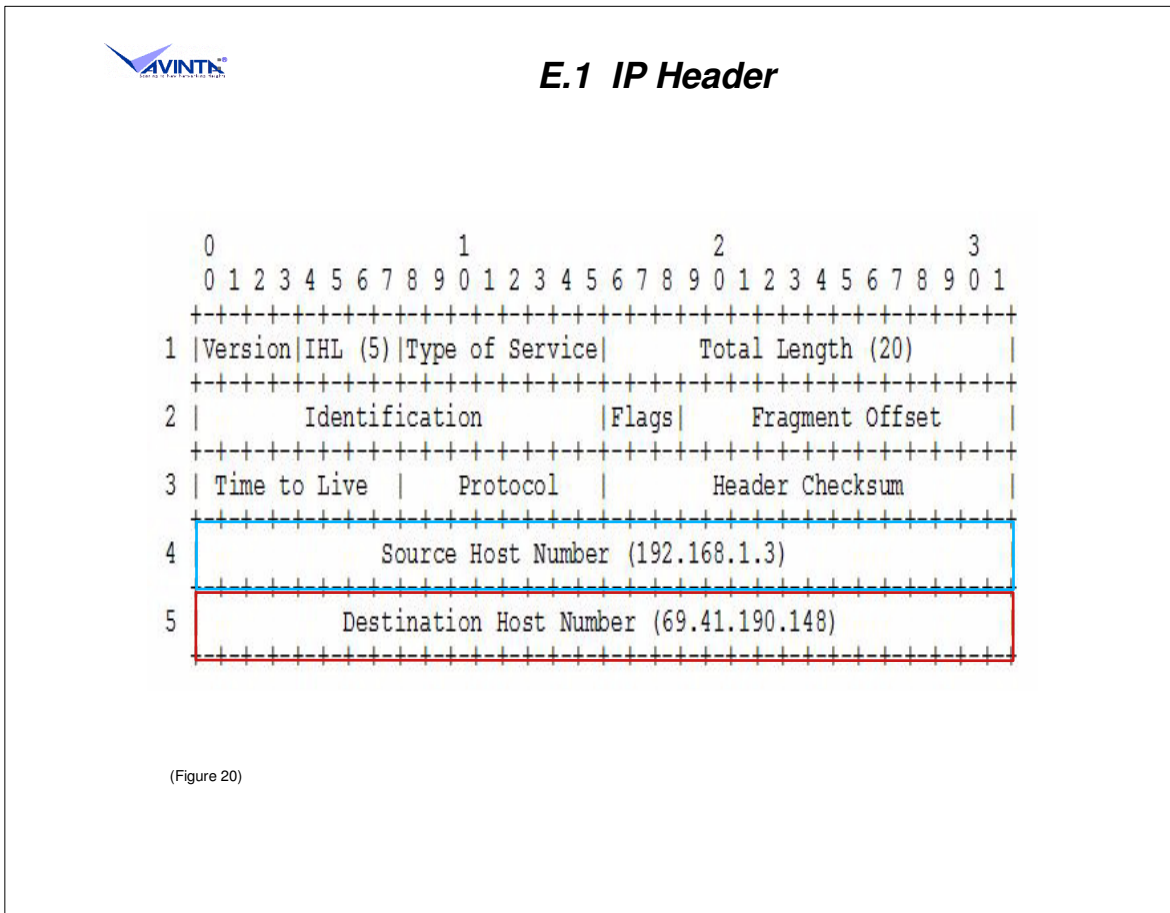 AVINTA®
E.1 IP Header
0 1 2 3
0 1 2 3 4 5 6 7 8 9 0 1 2 3 4 5 6 7 8 9 0 1 2 3 4 5 6 7 8 9 0 1
+-+-+-+-+-+-+-+-+-+-+-+-+-+-+-+-+-+-+-+-+-+-+-+-+-+-+-+-+-+-+-+-+
1 |Version|IHL (5)|Type of Service| Total Length (20) |
+-+-+-+-+-+-+-+-+-+-+-+-+-+-+-+-+-+-+-+-+-+-+-+-+-+-+-+-+-+-+-+-+
2 | Identification |Flags| Fragment Offset |
+-+-+-+-+-+-+-+-+-+-+-+-+-+-+-+-+-+-+-+-+-+-+-+-+-+-+-+-+-+-+-+-+
3 | Time to Live | Protocol | Header Checksum |
+-+-+-+-+-+-+-+-+-+-+-+-+-+-+-+-+-+-+-+-+-+-+-+-+-+-+-+-+-+-+-+-+
4 | Source Host Number (192.168.1.3) |
+-+-+-+-+-+-+-+-+-+-+-+-+-+-+-+-+-+-+-+-+-+-+-+-+-+-+-+-+-+-+-+-+
5 | Destination Host Number (69.41.190.148) |
+-+-+-+-+-+-+-+-+-+-+-+-+-+-+-+-+-+-+-+-+-+-+-+-+-+-+-+-+-+-+-+-+
(Figure 20)